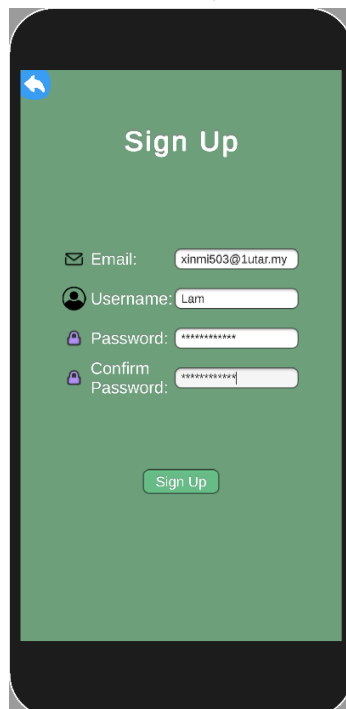 Sign Up
Email: xinmi503@1utar.my
Username: Lam
Password: ************
Confirm
Password: ************
Sign Up